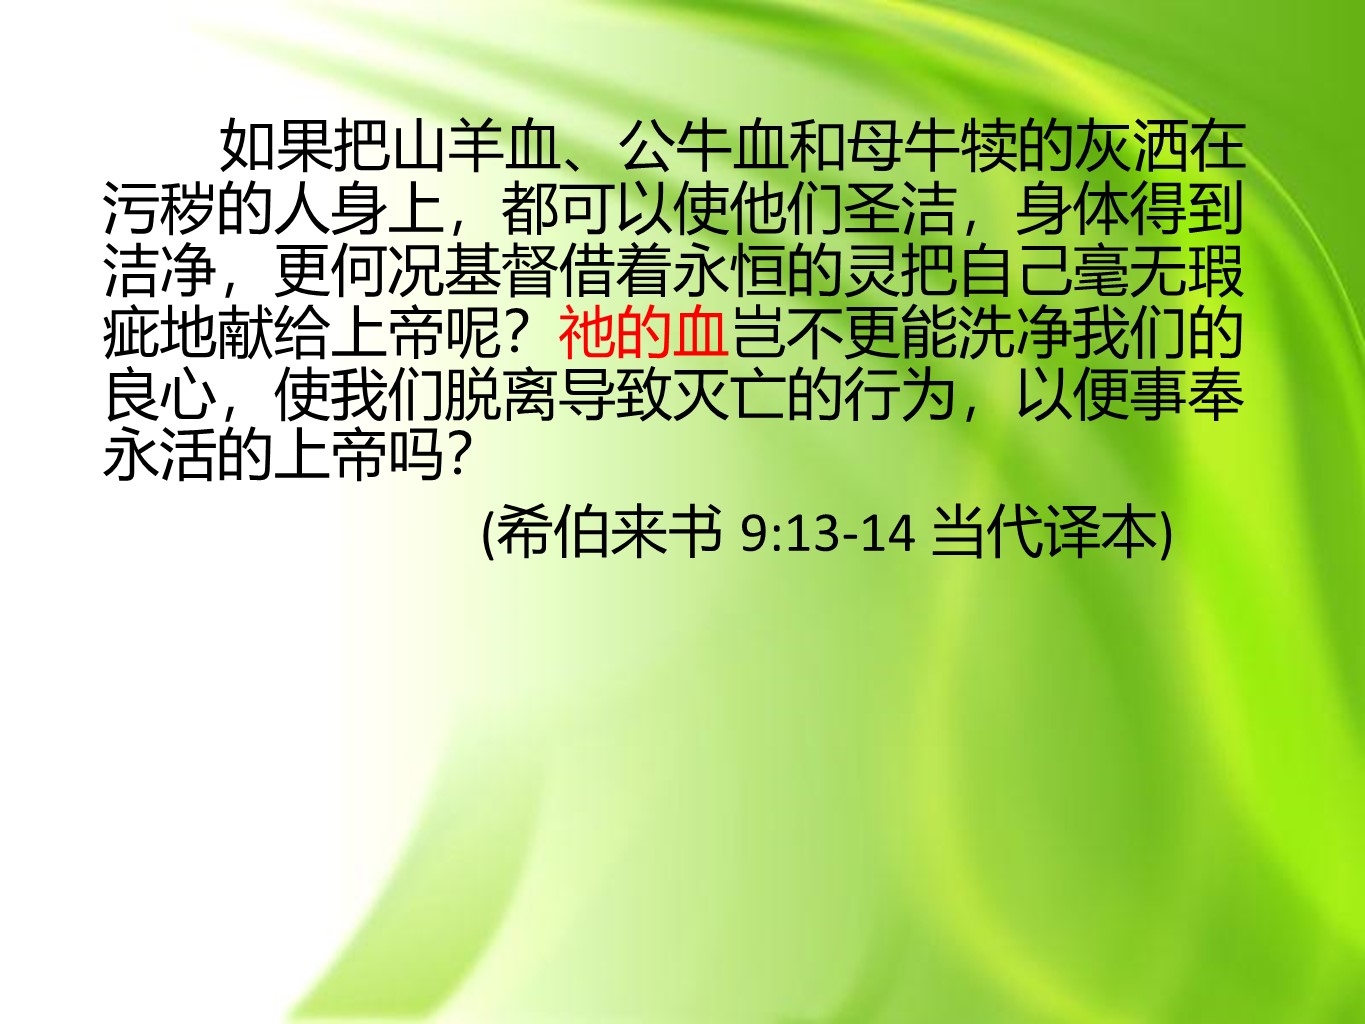 如果把山羊血、公牛血和母牛犊的灰洒在
污秽的人身上，都可以使他们圣洁，身体得到
洁净，更何况基督借着永恒的灵把自己毫无瑕
疵地献给上帝呢？祂的血岂不更能洗净我们的
良心，使我们脱离导致灭亡的行为，以便事奉
永活的上帝吗？
(希伯来书 9:13-14 当代译本)